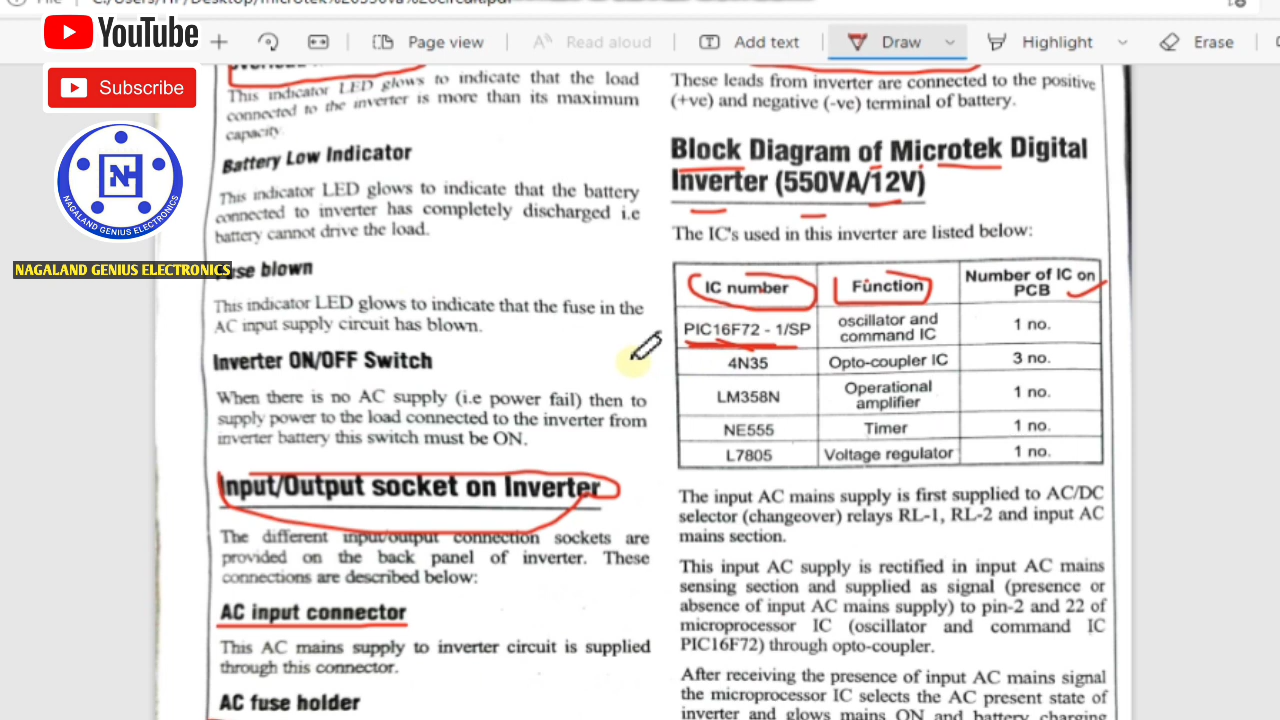 YouTube
Subscribe
NH
NAGALAND GENIUS ELECTRONICS
NAGALAND GENIUS ELECTRONICS
Page view
Read aloud
Add text
Draw
Highlight
Erase
This indicator LED glows to indicate that the load
connected to the inverter is more than its maximum
capacity.
Battery Low Indicator
This indicator LED glows to indicate that the battery
connected to inverter has completely discharged i.e
battery cannot drive the load.
blown
This indicator LED glows to indicate that the fuse in the
AC input supply circuit has blown.
Inverter ON/OFF Switch
When there is no AC supply (i.e power fail) then to
supply power to the load connected to the inverter from
inverter battery this switch must be ON.
Input/Output socket on Inverter
The different input/output connection sockets are
provided on the back panel of inverter. These
connections are described below:
AC input connector
This AC mains supply to inverter circuit is supplied
through this connector.
AC fuse holder
These leads from inverter are connected to the positive
(+ve) and negative (-ve) terminal of battery.
Block Diagram of Microtek Digital
Inverter (550VA/12V)
The IC's used in this inverter are listed below:
IC number Function Number of IC on PCB
PIC16F72 - 1/SP oscillator and command IC 1 no.
4N35 Opto-coupler IC 3 no.
LM358N Operational amplifier 1 no.
NE555 Timer 1 no.
L7805 Voltage regulator 1 no.
The input AC mains supply is first supplied to AC/DC
selector (changeover) relays RL-1, RL-2 and input AC
mains section.
This input AC supply is rectified in input AC mains
sensing section and supplied as signal (presence or
absence of input AC mains supply) to pin-2 and 22 of
microprocessor IC (oscillator and command IC
PIC16F72) through opto-coupler.
After receiving the presence of input AC mains signal
the microprocessor IC selects the AC present state of
inverter and glows mains ON and battery charging